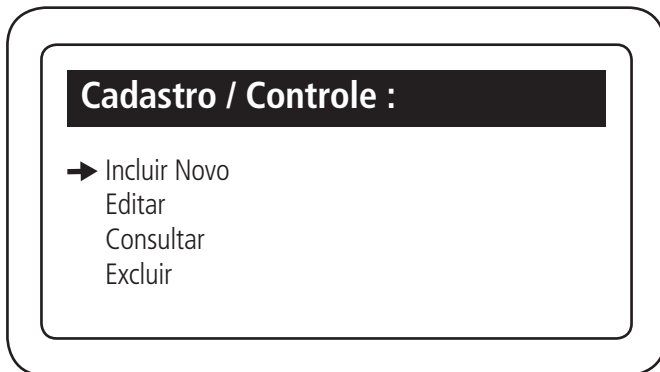 Cadastro / Controle :
Incluir Novo
Editar
Consultar
Excluir